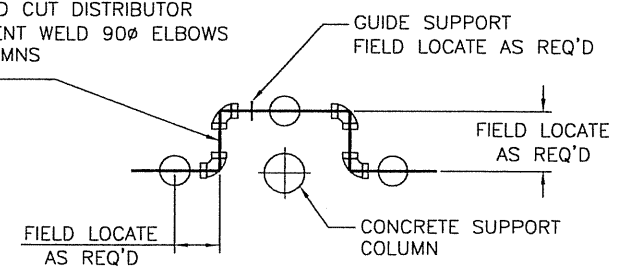 D CUT DISTRIBUTOR
ENT WELD 90ø ELBOWS
MNS
GUIDE SUPPORT
FIELD LOCATE AS REQ'D
FIELD LOCATE
AS REQ'D
FIELD LOCATE
AS REQ'D
CONCRETE SUPPORT
COLUMN